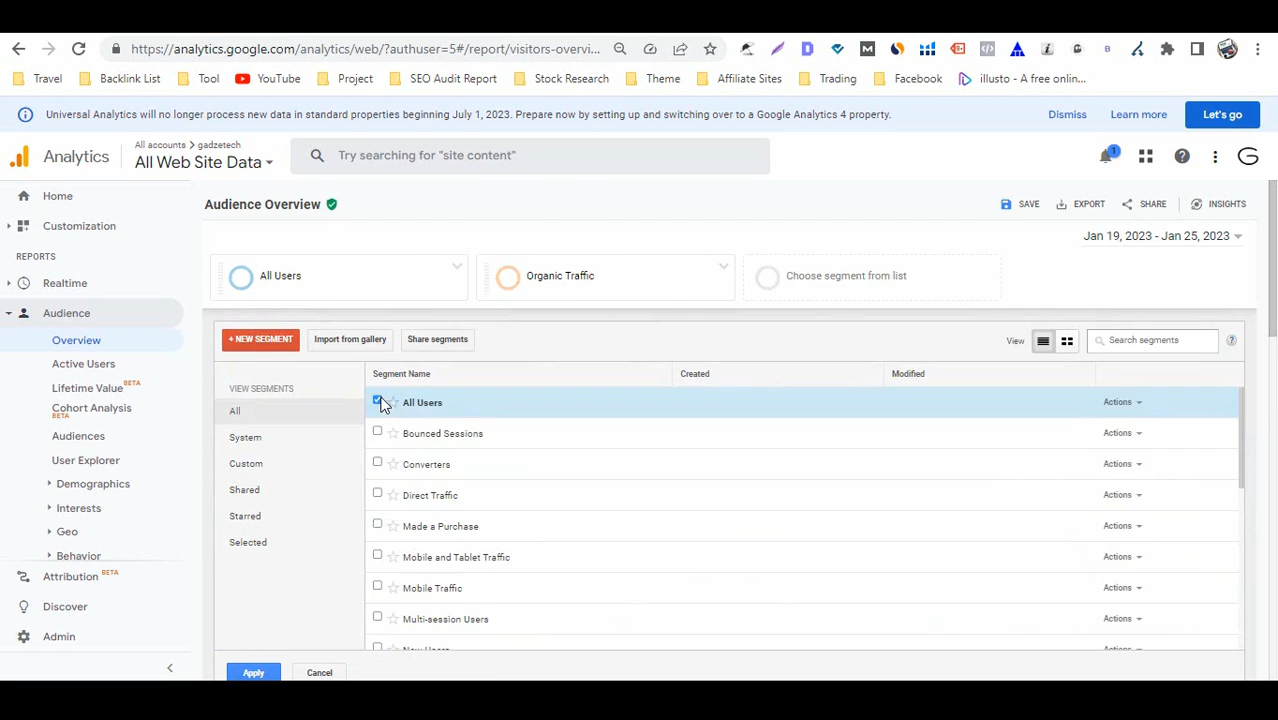 https://analytics.google.com/analytics/web/?authuser=5#/report/visitors-overvi...
Travel Backlink List Tool YouTube Project SEO Audit Report Stock Research Theme Affiliate Sites Trading Facebook illusto - A free onlin...
Universal Analytics will no longer process new data in standard properties beginning July 1, 2023. Prepare now by setting up and switching over to a Google Analytics 4 property. Dismiss Learn more Let's go
Analytics
All accounts > gadzetech
All Web Site Data
Try searching for "site content"
1
Home
Customization
REPORTS
Realtime
Audience
Overview
Active Users
Lifetime Value BETA
Cohort Analysis
BETA
Audiences
User Explorer
Demographics
Interests
Geo
Behavior
Attribution BETA
Discover
Admin
Audience Overview
SAVE EXPORT SHARE INSIGHTS
Jan 19, 2023 - Jan 25, 2023
All Users Organic Traffic Choose segment from list
+ NEW SEGMENT Import from gallery Share segments View Search segments ?
VIEW SEGMENTS
All
System
Custom
Shared
Starred
Selected
Segment Name Created Modified
All Users Actions
Bounced Sessions Actions
Converters Actions
Direct Traffic Actions
Made a Purchase Actions
Mobile and Tablet Traffic Actions
Mobile Traffic Actions
Multi-session Users Actions
New Users Actions
Apply Cancel